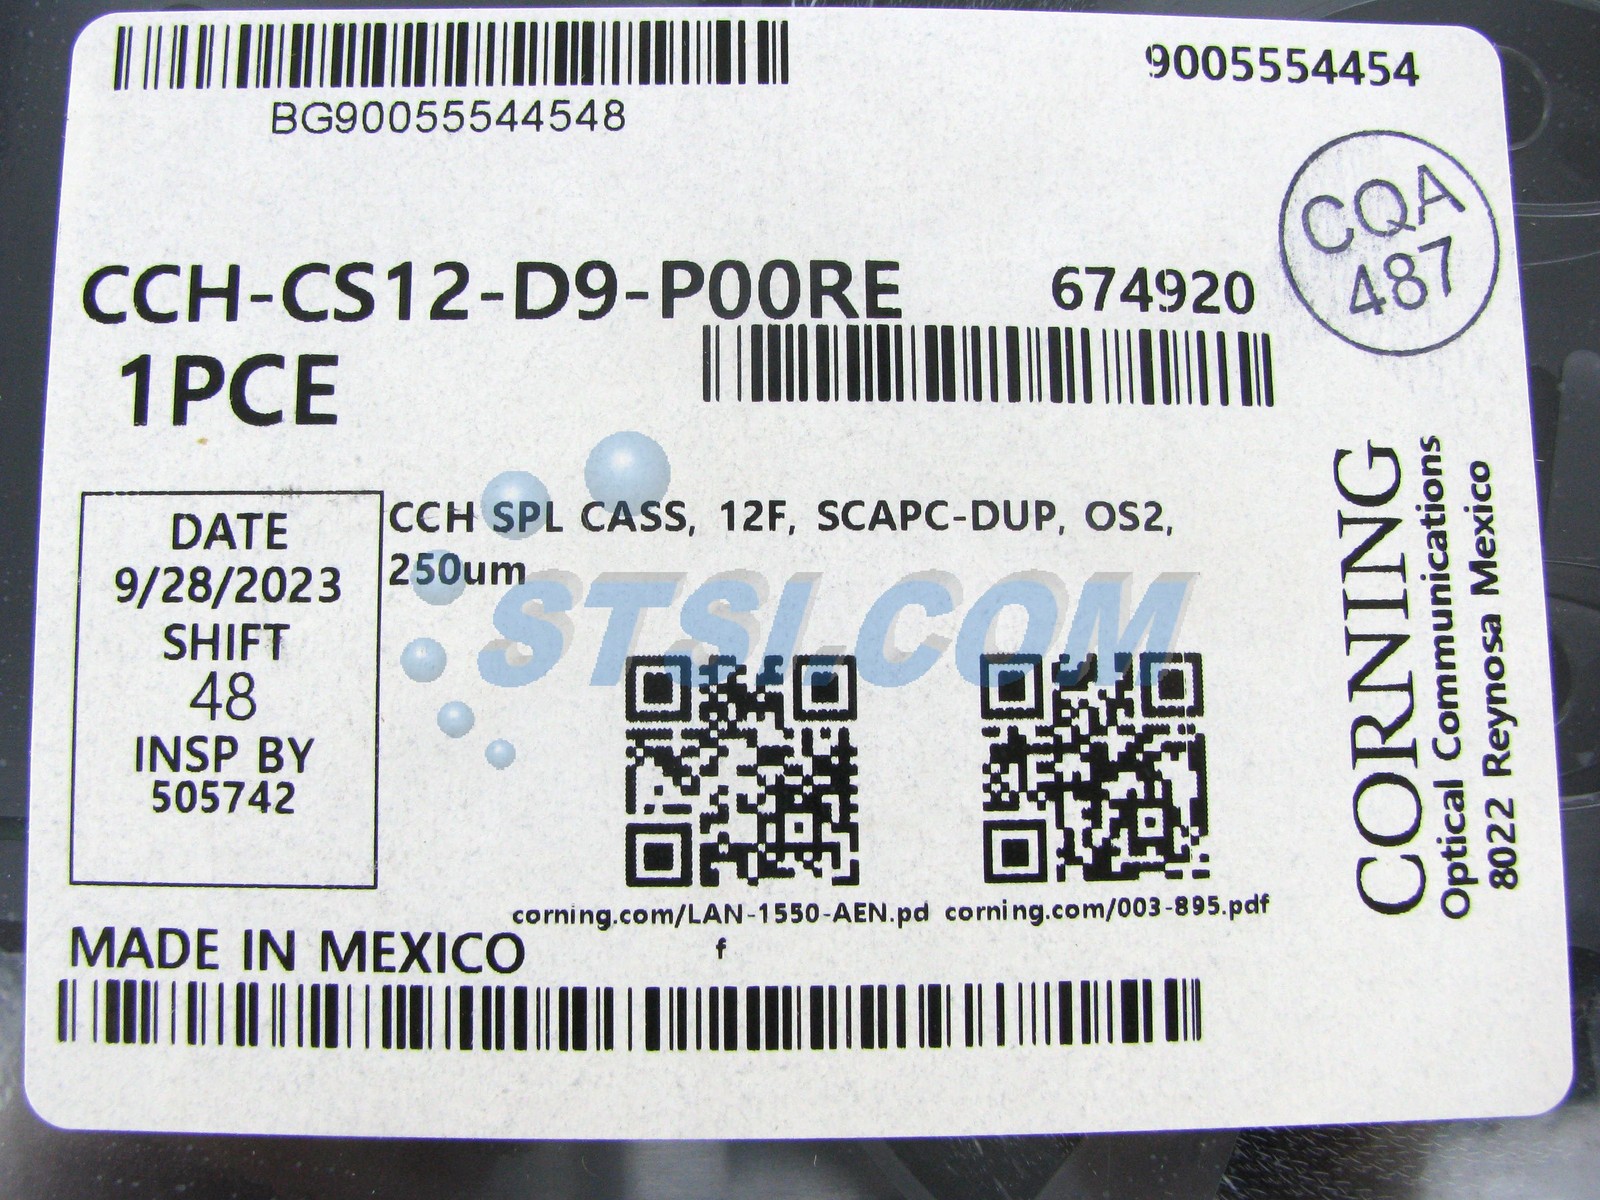 BG90055544548
9005554454
CQA
487
CCH-CS12-D9-P00RE
674920
1PCE
DATE
9/28/2023
SHIFT
48
INSP BY
505742
CCH SPL CASS, 12F, SCAPC-DUP, OS2,
250um
STSI.COM
corning.com/LAN-1550-AEN.pd
f
corning.com/003-895.pdf
MADE IN MEXICO
CORNING
Optical Communications
8022 Reynosa Mexico